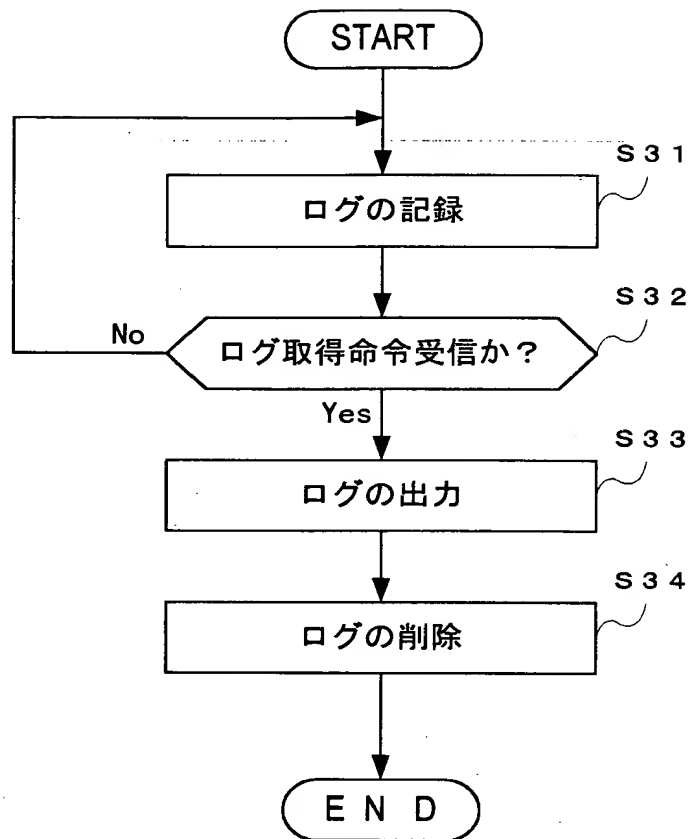 START
S31
ログの記録
S32
No
ログ取得命令受信か？
Yes
S33
ログの出力
S34
ログの削除
END